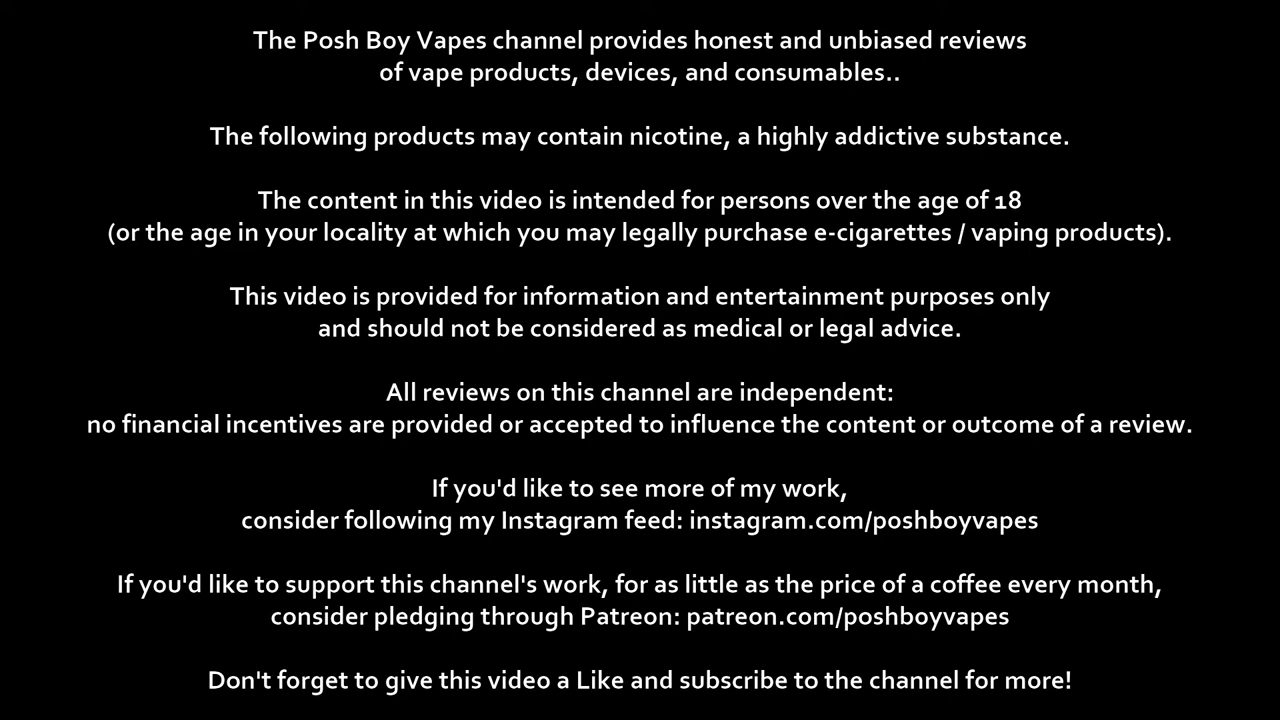 The Posh Boy Vapes channel provides honest and unbiased reviews
of vape products, devices, and consumables..
The following products may contain nicotine, a highly addictive substance.
The content in this video is intended for persons over the age of 18
(or the age in your locality at which you may legally purchase e-cigarettes / vaping products).
This video is provided for information and entertainment purposes only
and should not be considered as medical or legal advice.
All reviews on this channel are independent:
no financial incentives are provided or accepted to influence the content or outcome of a review.
If you'd like to see more of my work,
consider following my Instagram feed: instagram.com/poshboyvapes
If you'd like to support this channel's work, for as little as the price of a coffee every month,
consider pledging through Patreon: patreon.com/poshboyvapes
Don't forget to give this video a Like and subscribe to the channel for more!